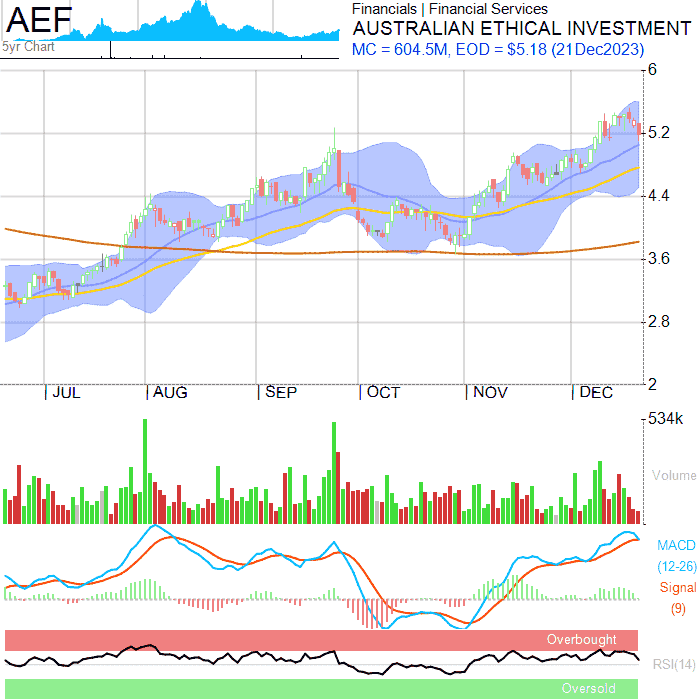 AEF
5yr Chart
Financials | Financial Services
AUSTRALIAN ETHICAL INVESTMENT
MC = 604.5M, EOD = $5.18 (21Dec2023)
6
5.2
4.4
3.6
2.8
2
JUL AUG SEP OCT NOV DEC
534k
Volume
MACD
(12-26)
Signal
(9)
Overbought
RSI(14)
Oversold